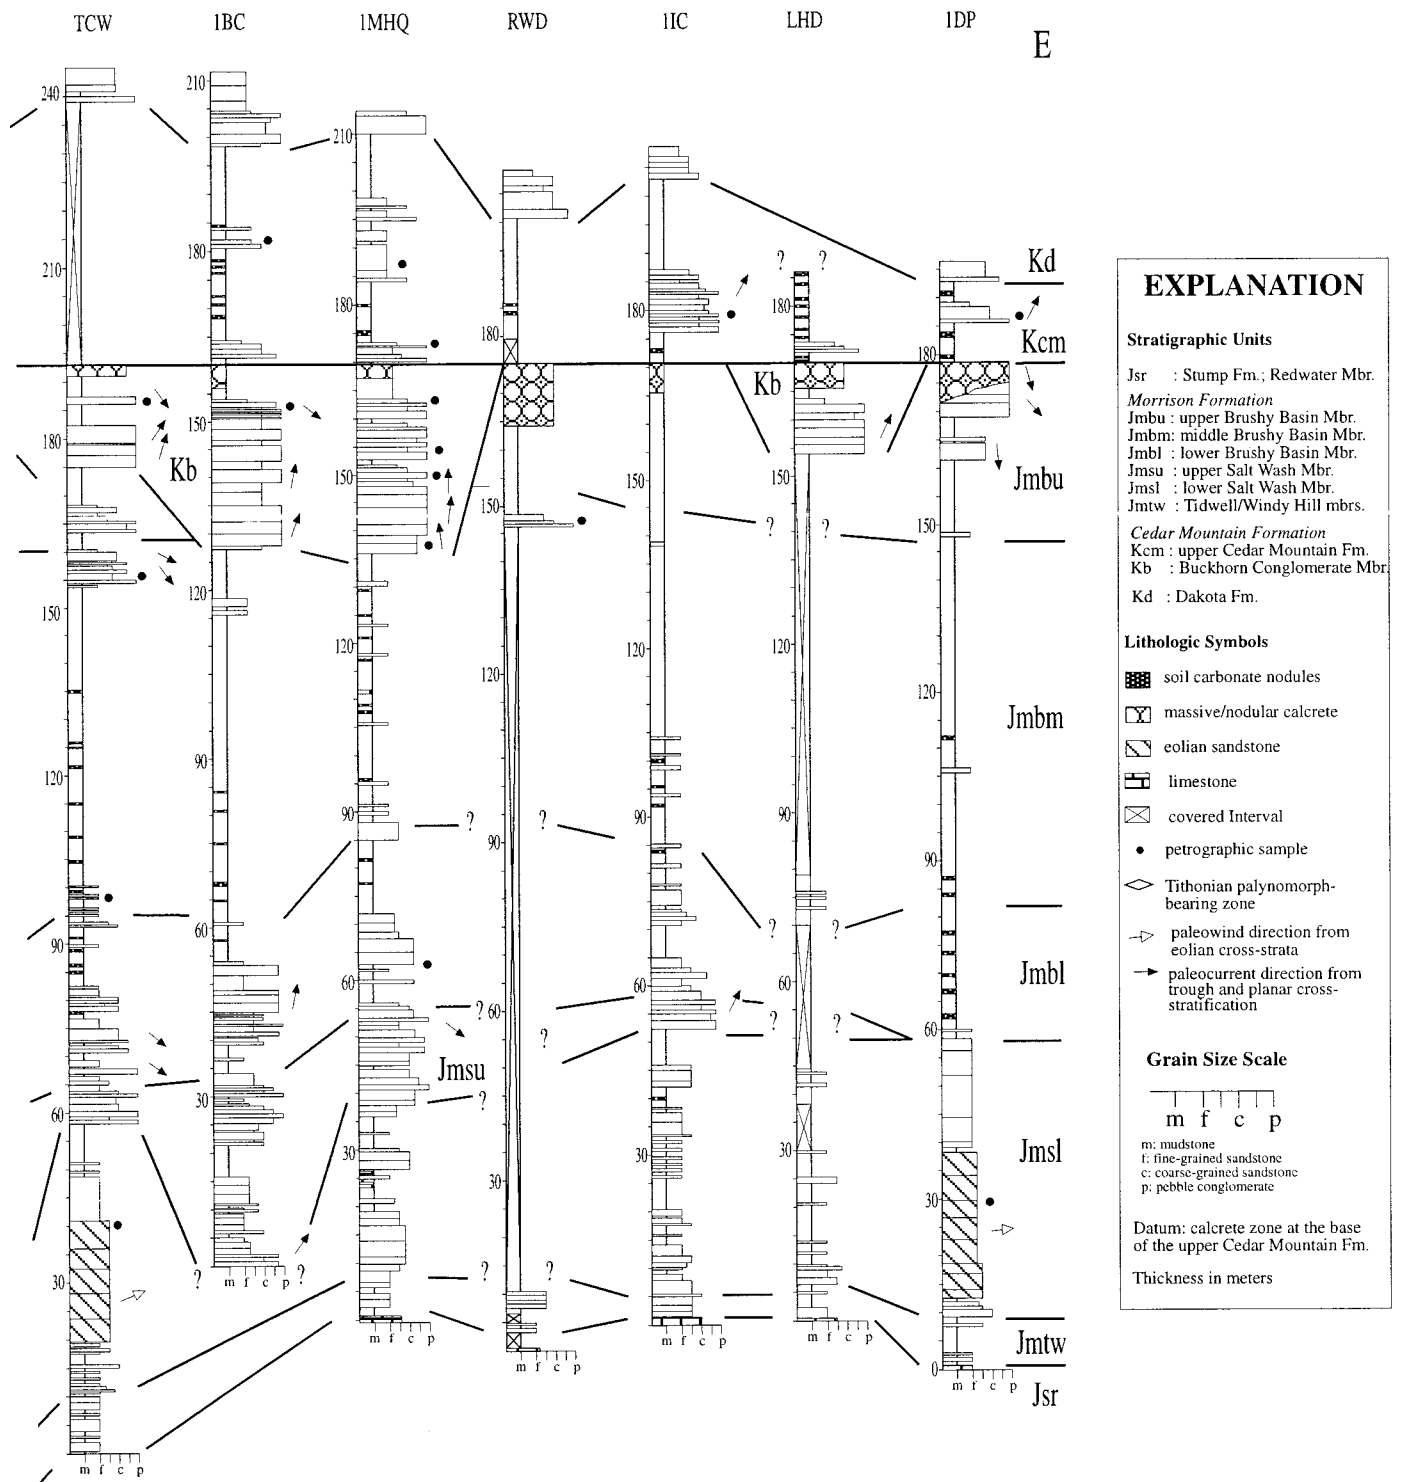 TCW 1BC 1MHQ RWD 1IC LHD 1DP
E
240
210
180
150
120
90
60
30
m f c p
210
180
150
120
90
60
30
m f c p
210
180
150
120
90
60
30
m f c p
180
150
120
90
60
30
m f c p
180
150
120
90
60
30
m f c p
180
120
90
60
30
m f c p
180
150
120
90
60
30
0
m f c p
Kb
Kb
Jmsu
? ?
? ?
? ?
? ?
? ?
? ?
? ?
? ?
? ?
? ?
Kd
Kcm
Jmbu
Jmbm
Jmbl
Jmsl
Jmtw
Jsr
EXPLANATION
Stratigraphic Units
Jsr : Stump Fm.; Redwater Mbr.
Morrison Formation
Jmbu : upper Brushy Basin Mbr.
Jmbm: middle Brushy Basin Mbr.
Jmbl : lower Brushy Basin Mbr.
Jmsu : upper Salt Wash Mbr.
Jmsl : lower Salt Wash Mbr.
Jmtw : Tidwell/Windy Hill mbrs.
Cedar Mountain Formation
Kcm : upper Cedar Mountain Fm.
Kb : Buckhorn Conglomerate Mbr.
Kd : Dakota Fm.
Lithologic Symbols
soil carbonate nodules
massive/nodular calcrete
eolian sandstone
limestone
covered Interval
petrographic sample
Tithonian palynomorph-
bearing zone
paleowind direction from
eolian cross-strata
paleocurrent direction from
trough and planar cross-
stratification
Grain Size Scale
m f c p
m: mudstone
f: fine-grained sandstone
c: coarse-grained sandstone
p: pebble conglomerate
Datum: calcrete zone at the base
of the upper Cedar Mountain Fm.
Thickness in meters